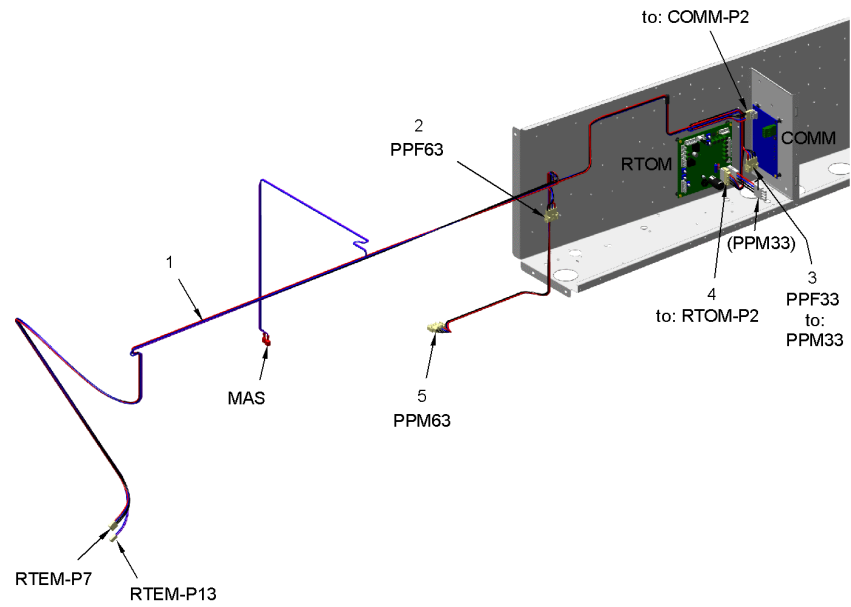 to: COMM-P2
2
PPF63
COMM
RTOM
(PPM33)
1
3
PPF33
to:
PPM33
4
to: RTOM-P2
MAS
5
PPM63
RTEM-P7
RTEM-P13